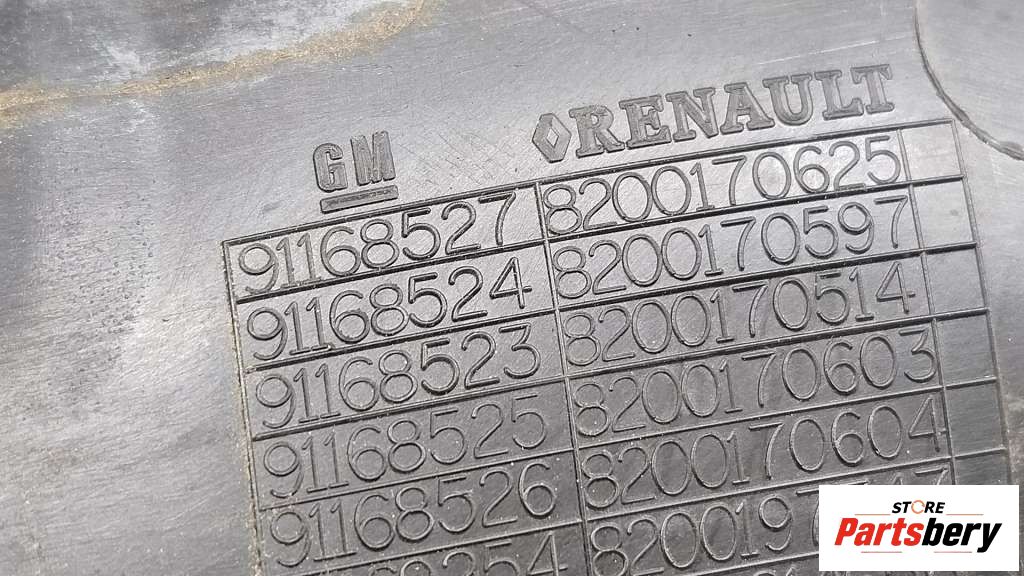 GM RENAULT
91168527 8200170625
91168524 8200170597
91168523 8200170514
91168525 8200170603
91168526 8200170604
STORE
Partsbery